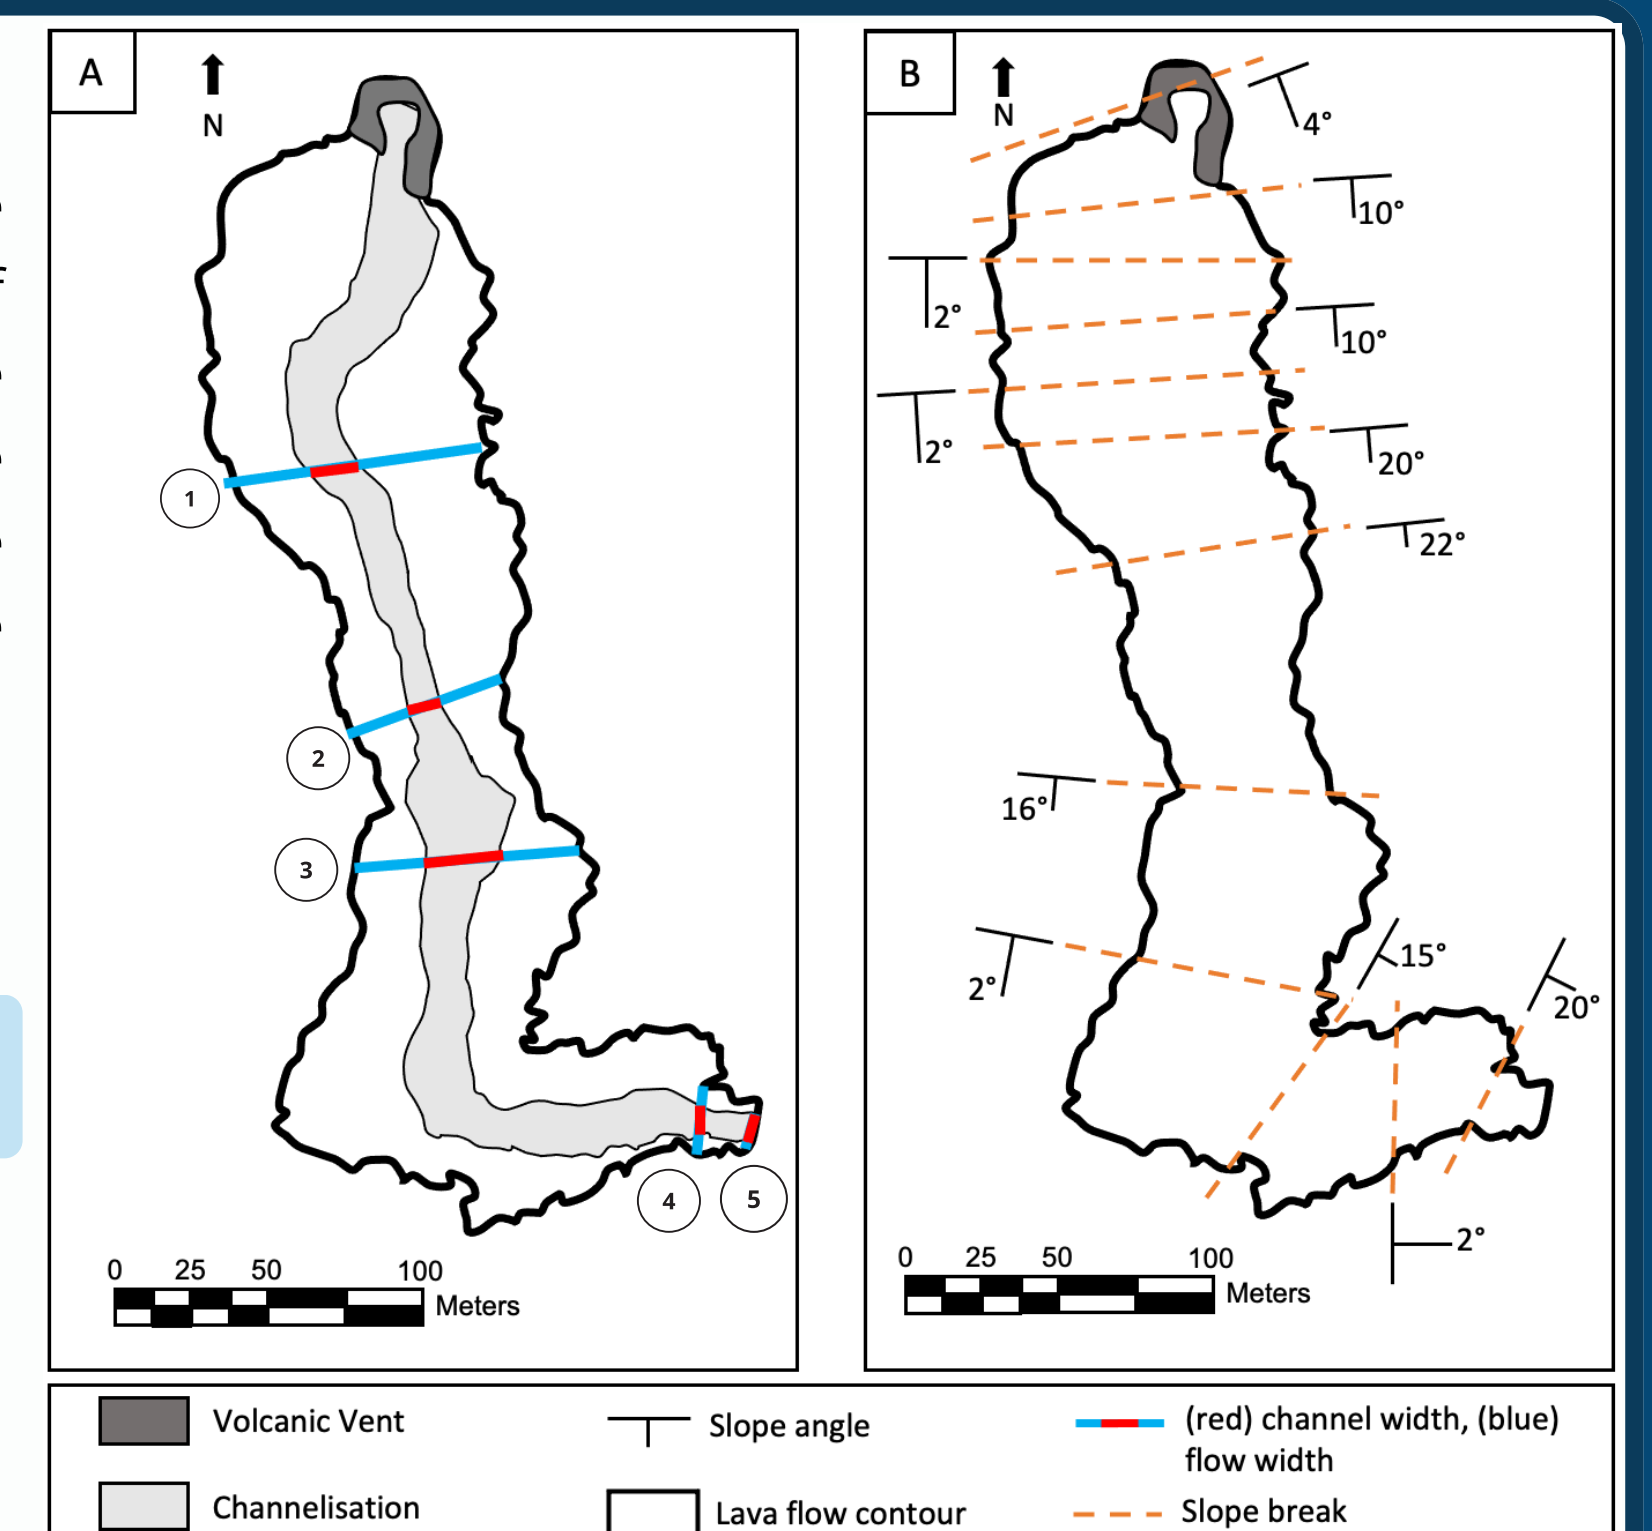 A
N
1
2
3
4
5
0 25 50 100
Meters
B
N
4°
10°
2°
10°
2°
20°
22°
16°
2°
15°
20°
2°
0 25 50 100
Meters
Volcanic Vent
Slope angle
(red) channel width, (blue)
flow width
Channelisation
Lava flow contour
Slope break